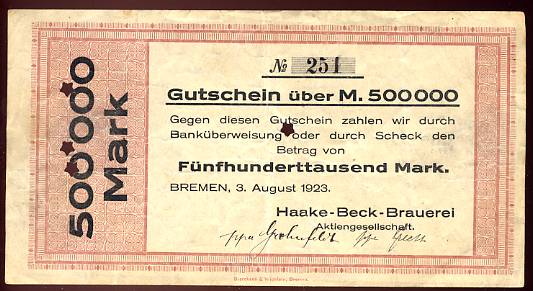 500000
Mark
№ 251
Gutschein über M. 500000
Gegen diesen Gutschein zahlen wir durch
Banküberweisung oder durch Scheck den
Betrag von
Fünfhunderttausend Mark.
BREMEN, 3. August 1923.
Haake-Beck-Brauerei
Aktiengesellschaft.